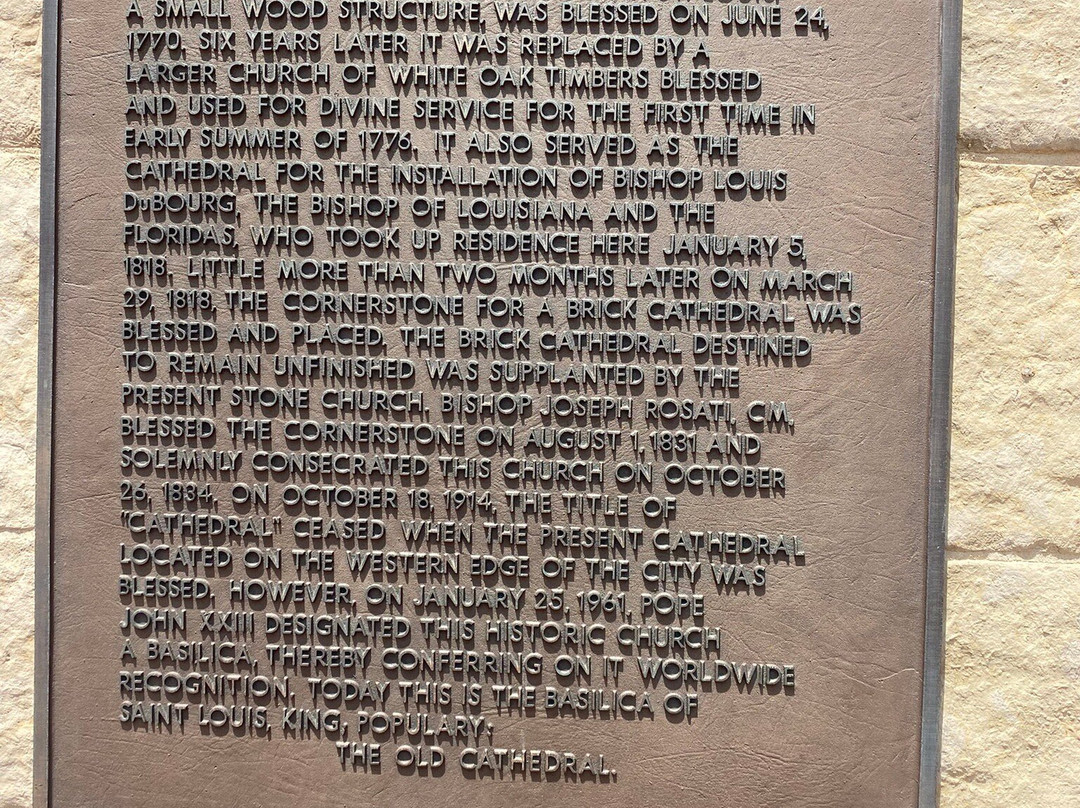 A SMALL WOOD STRUCTURE, WAS BLESSED ON JUNE 24,
1770. SIX YEARS LATER IT WAS REPLACED BY A
LARGER CHURCH OF WHITE OAK TIMBERS BLESSED
AND USED FOR DIVINE SERVICE FOR THE FIRST TIME IN
EARLY SUMMER OF 1776. IT ALSO SERVED AS THE
CATHEDRAL FOR THE INSTALLATION OF BISHOP LOUIS
DuBOURG, THE BISHOP OF LOUISIANA AND THE
FLORIDAS, WHO TOOK UP RESIDENCE HERE JANUARY 5,
1818. LITTLE MORE THAN TWO MONTHS LATER ON MARCH
29, 1818, THE CORNERSTONE FOR A BRICK CATHEDRAL WAS
BLESSED AND PLACED. THE BRICK CATHEDRAL DESTINED
TO REMAIN UNFINISHED WAS SUPPLANTED BY THE
PRESENT STONE CHURCH. BISHOP JOSEPH ROSATI, C.M.
BLESSED THE CORNERSTONE ON AUGUST 1, 1831 AND
SOLEMNLY CONSECRATED THIS CHURCH ON OCTOBER
26, 1834. ON OCTOBER 18, 1914, THE TITLE OF
"CATHEDRAL" CEASED WHEN THE PRESENT CATHEDRAL
LOCATED ON THE WESTERN EDGE OF THE CITY WAS
BLESSED. HOWEVER, ON JANUARY 25, 1961, POPE
JOHN XXIII DESIGNATED THIS HISTORIC CHURCH
A BASILICA, THEREBY CONFERRING ON IT WORLDWIDE
RECOGNITION. TODAY THIS IS THE BASILICA OF
SAINT LOUIS, KING; POPULARY:
THE OLD CATHEDRAL.